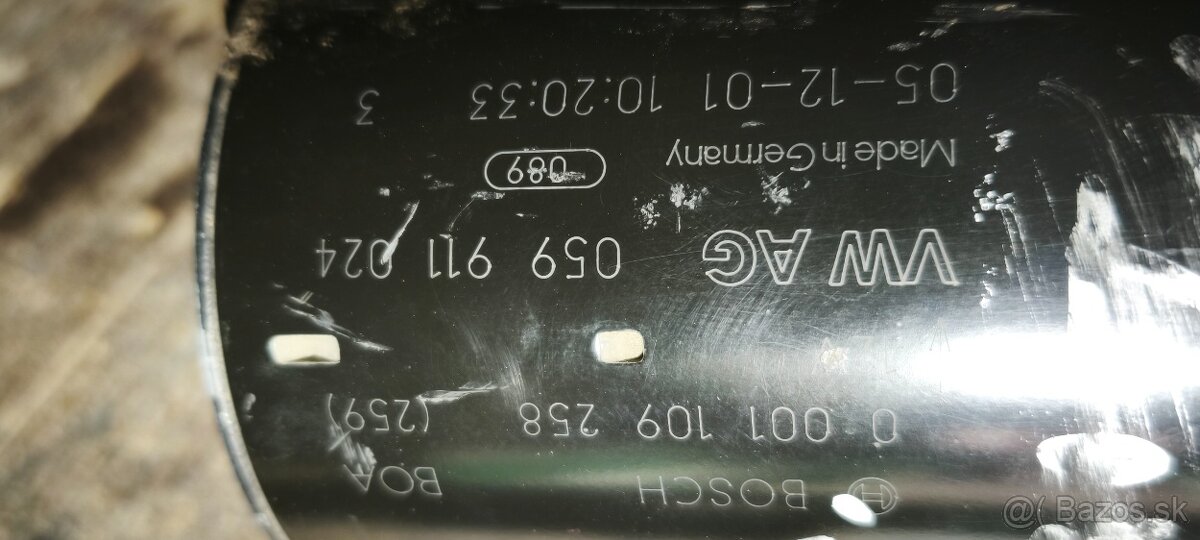 BOSCH BOA
0 001 109 258 (259)
VW AG 059 911 024
Made in Germany 089
05-12-01 10:20:33 3
@( Bazos.sk